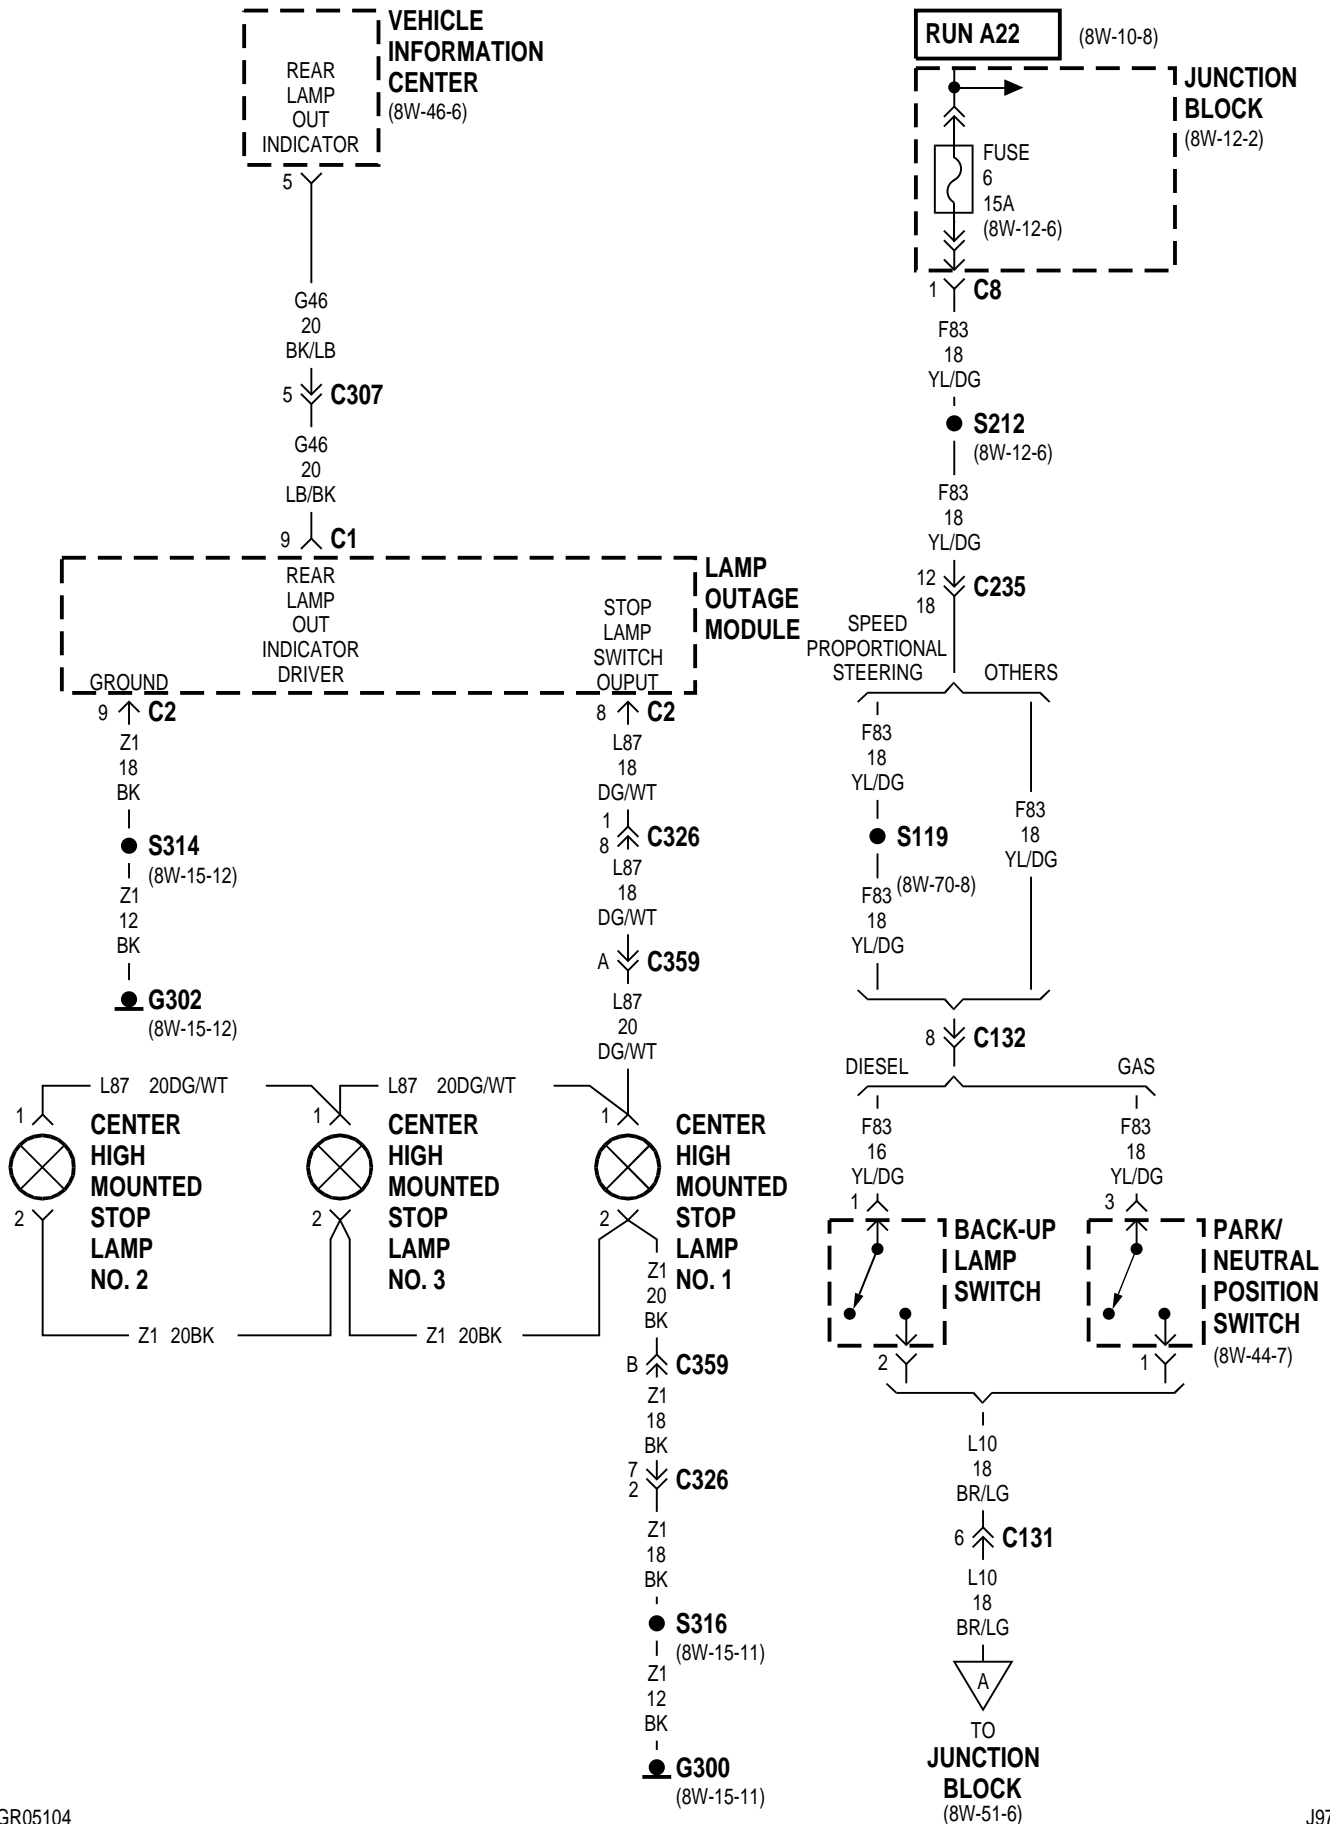 VEHICLE
INFORMATION
CENTER
(8W-46-6)
REAR
LAMP
OUT
INDICATOR
5
G46
20
BK/LB
5 C307
G46
20
LB/BK
9 C1
LAMP
OUTAGE
MODULE
REAR
LAMP
OUT
INDICATOR
DRIVER
STOP
LAMP
SWITCH
OUPUT
GROUND
9 C2
Z1
18
BK
S314
(8W-15-12)
Z1
12
BK
G302
(8W-15-12)
8 C2
L87
18
DG/WT
1
8 C326
L87
18
DG/WT
A C359
L87
20
DG/WT
L87 20DG/WT
L87 20DG/WT
1
CENTER
HIGH
MOUNTED
STOP
LAMP
NO. 2
2
1
CENTER
HIGH
MOUNTED
STOP
LAMP
NO. 3
2
1
CENTER
HIGH
MOUNTED
STOP
LAMP
NO. 1
2
Z1 20BK
Z1 20BK
Z1
20
BK
B C359
Z1
18
BK
7
2 C326
Z1
18
BK
S316
(8W-15-11)
Z1
12
BK
G300
(8W-15-11)
RUN A22 (8W-10-8)
JUNCTION
BLOCK
(8W-12-2)
FUSE
6
15A
(8W-12-6)
1 C8
F83
18
YL/DG
S212
(8W-12-6)
F83
18
YL/DG
12 C235
18
SPEED
PROPORTIONAL
STEERING
OTHERS
F83
18
YL/DG
S119
(8W-70-8)
F83
18
YL/DG
F83
18
YL/DG
8 C132
DIESEL
GAS
F83
16
YL/DG
1
BACK-UP
LAMP
SWITCH
2
F83
18
YL/DG
3
PARK/
NEUTRAL
POSITION
SWITCH
(8W-44-7)
1
L10
18
BR/LG
6 C131
L10
18
BR/LG
A
TO
JUNCTION
BLOCK
(8W-51-6)
GR05104
J97